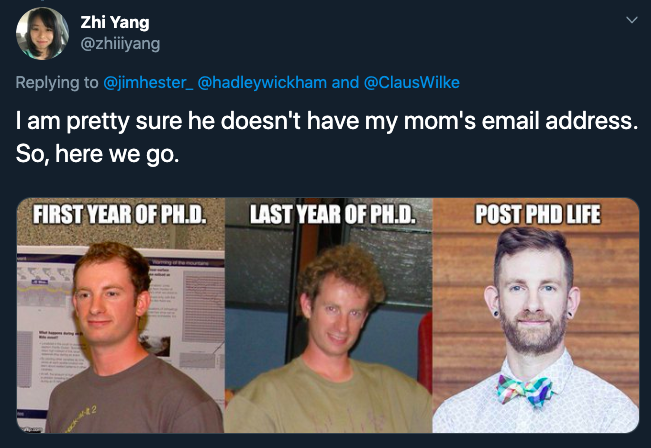 Zhi Yang
@zhiiiyang
Replying to @jimhester_ @hadleywickham and @ClausWilke
I am pretty sure he doesn't have my mom's email address.
So, here we go.
FIRST YEAR OF PH.D.
LAST YEAR OF PH.D.
POST PHD LIFE